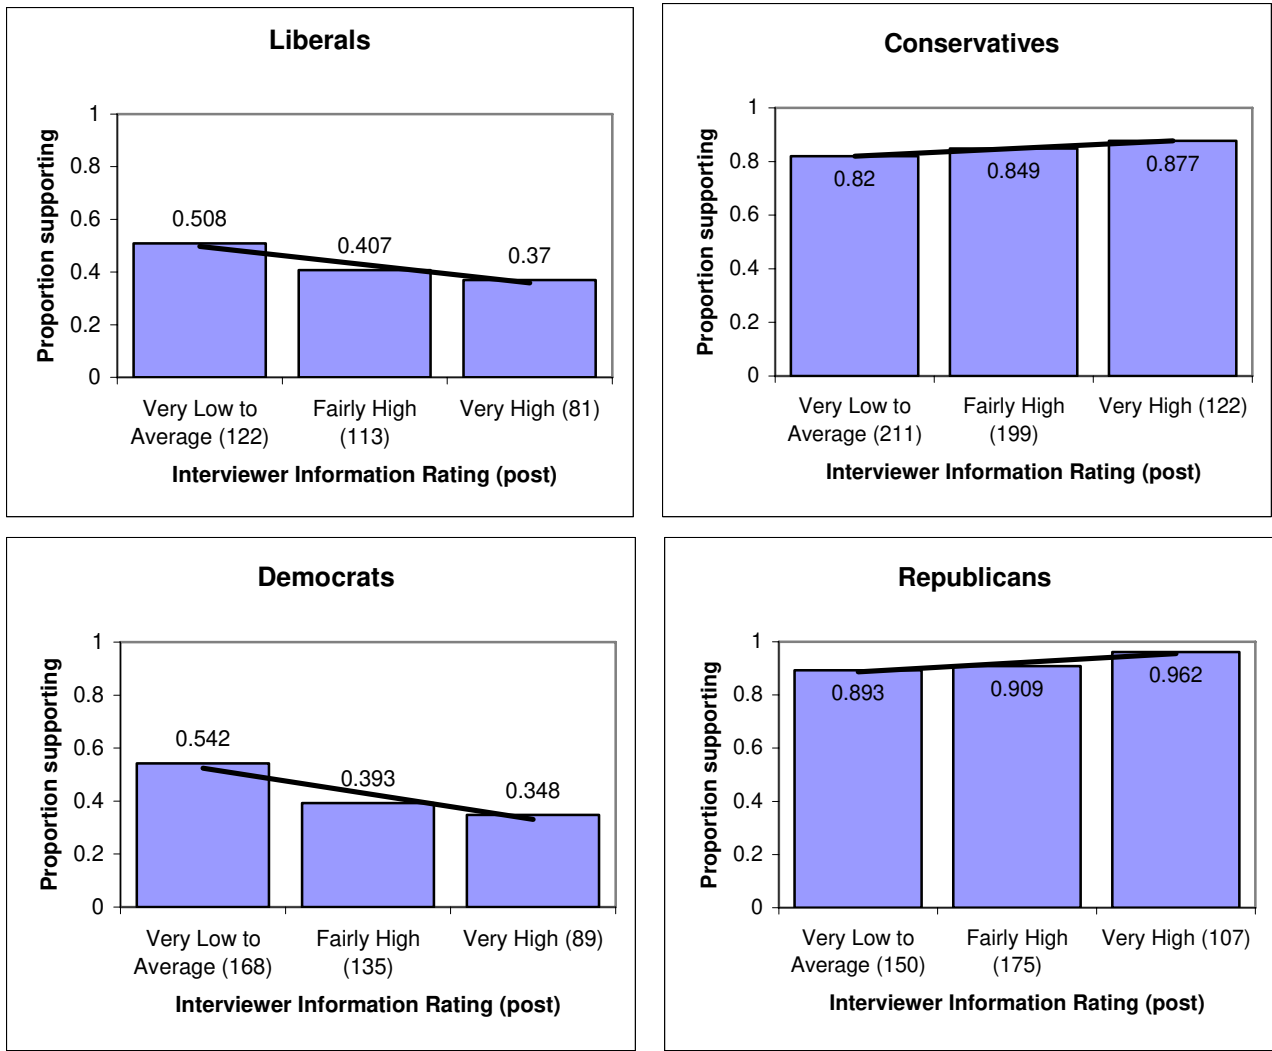 Liberals
Proportion supporting
1
0.8
0.6
0.4
0.2
0
0.508
0.407
0.37
Very Low to
Average (122)
Fairly High
(113)
Very High (81)
Interviewer Information Rating (post)
Conservatives
Proportion supporting
1
0.8
0.6
0.4
0.2
0
0.82
0.849
0.877
Very Low to
Average (211)
Fairly High
(199)
Very High (122)
Interviewer Information Rating (post)
Democrats
Proportion supporting
1
0.8
0.6
0.4
0.2
0
0.542
0.393
0.348
Very Low to
Average (168)
Fairly High
(135)
Very High (89)
Interviewer Information Rating (post)
Republicans
Proportion supporting
1
0.8
0.6
0.4
0.2
0
0.893
0.909
0.962
Very Low to
Average (150)
Fairly High
(175)
Very High (107)
Interviewer Information Rating (post)